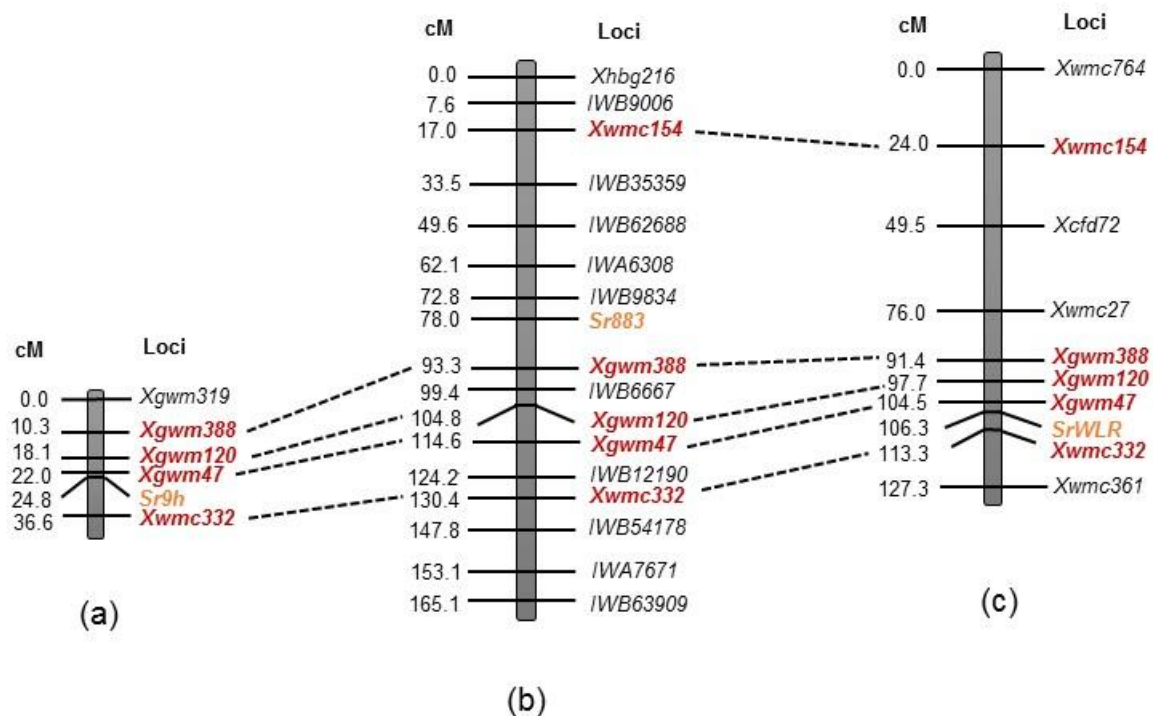 cM Loci
0.0 Xgwm319
10.3 Xgwm388
18.1 Xgwm120
22.0 Xgwm47
24.8 Sr9h
36.6 Xwmc332
(a)
cM Loci
0.0 Xhbg216
7.6 IWB9006
17.0 Xwmc154
33.5 IWB35359
49.6 IWB62688
62.1 IWA6308
72.8 IWB9834
78.0 Sr883
93.3 Xgwm388
99.4 IWB6667
104.8 Xgwm120
114.6 Xgwm47
124.2 IWB12190
130.4 Xwmc332
147.8 IWB54178
153.1 IWA7671
165.1 IWB63909
(b)
cM Loci
0.0 Xwmc764
24.0 Xwmc154
49.5 Xcfd72
76.0 Xwmc27
91.4 Xgwm388
97.7 Xgwm120
104.5 Xgwm47
106.3 SrWLR
113.3 Xwmc332
127.3 Xwmc361
(c)